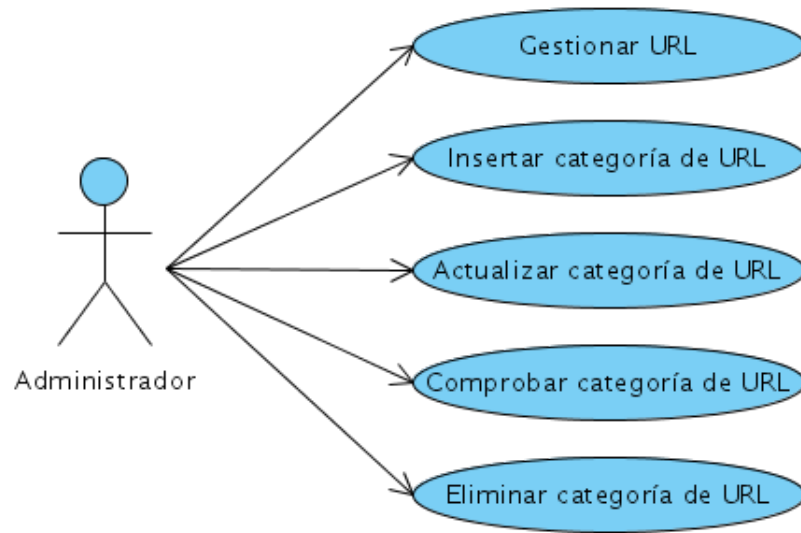 Gestionar URL
Insertar categoría de URL
Actualizar categoría de URL
Comprobar categoría de URL
Administrador
Eliminar categoría de URL